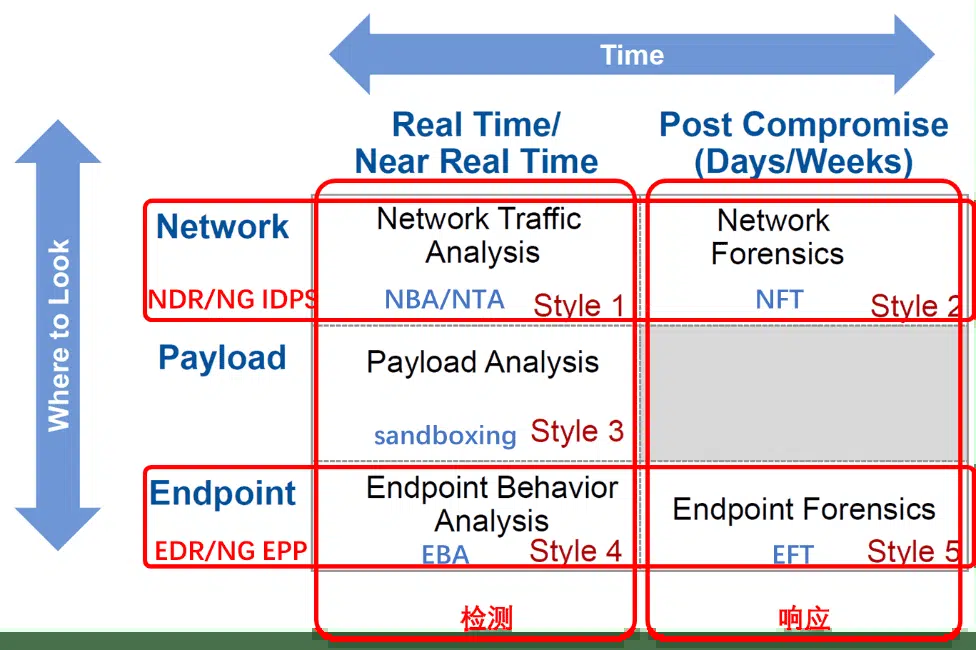 Time
Real Time/
Near Real Time
Post Compromise
(Days/Weeks)
Where to Look
Network
NDR/NG IDPS
Network Traffic
Analysis
NBA/NTA
Style 1
Network
Forensics
NFT
Style 2
Payload
Payload Analysis
sandboxing
Style 3
Endpoint
EDR/NG EPP
Endpoint Behavior
Analysis
EBA
Style 4
Endpoint Forensics
EFT
Style 5
检测
响应